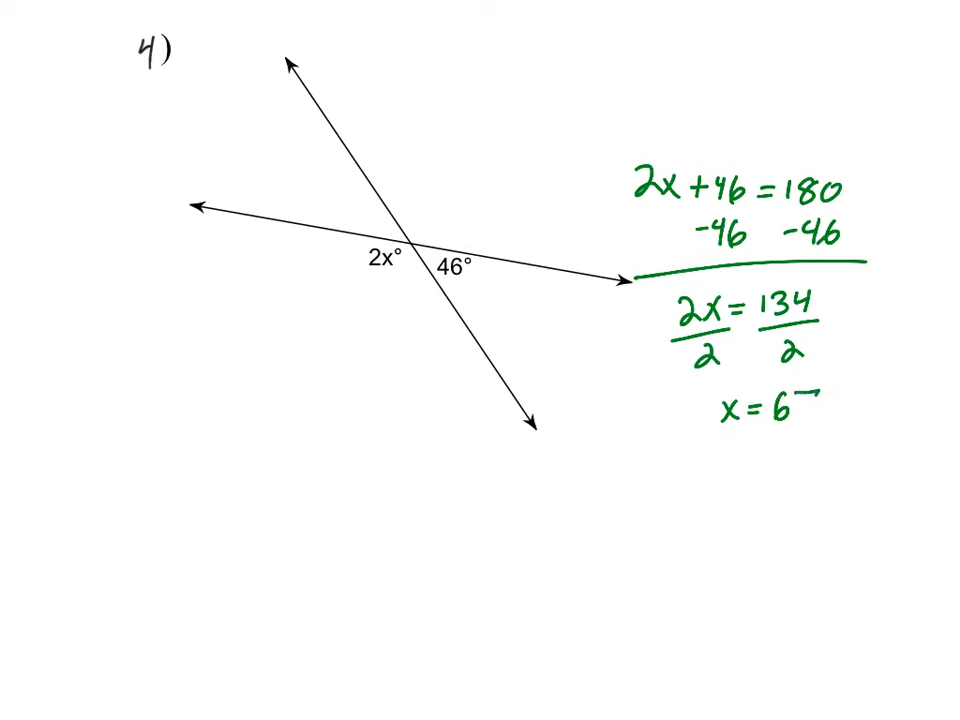 4)
2x° 46°
2x + 46 = 180
-46 -46
2x = 134
2 2
x = 6